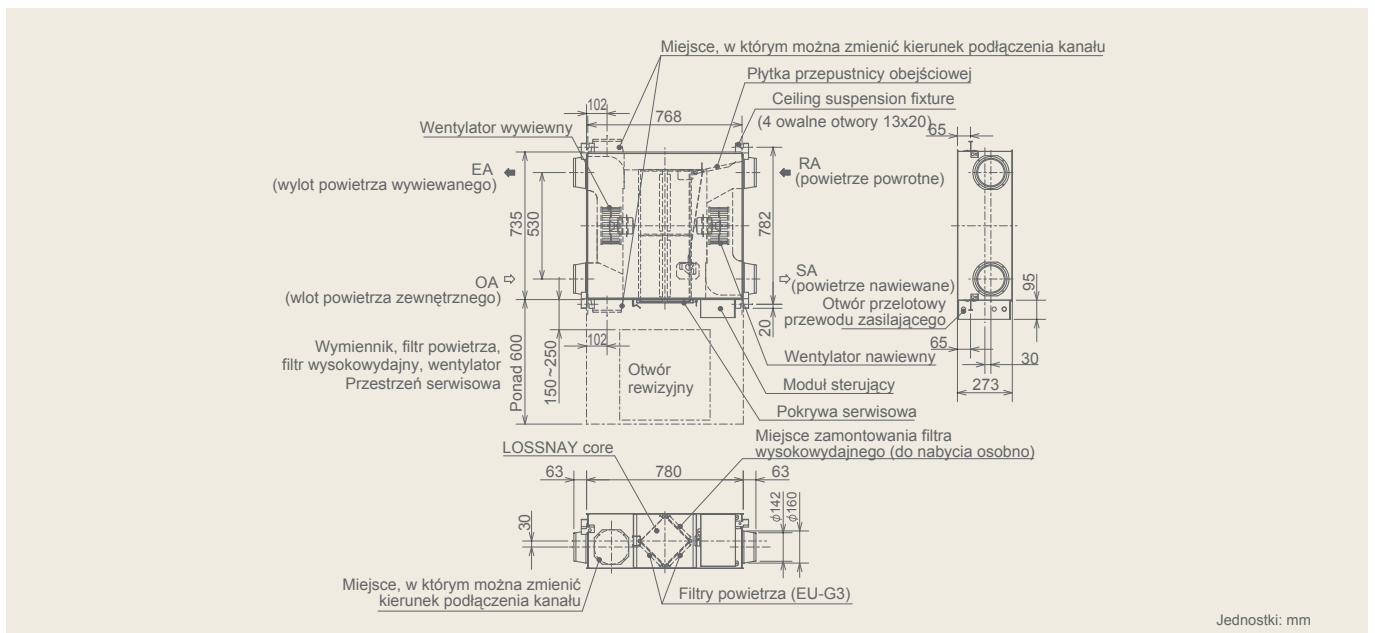 Miejsce, w którym można zmienić kierunek podłączenia kanału
Płytka przepustnicy obejściowej
102
768
Ceiling suspension fixture
(4 owalne otwory 13x20)
65
Wentylator wywiewny
EA
(wylot powietrza wywiewanego)
RA
(powietrze powrotne)
735
530
782
OA
(wlot powietrza zewnętrznego)
SA
(powietrze nawiewane)
Otwór przelotowy
przewodu zasilającego
95
20
65
30
273
102
Wymiennik, filtr powietrza,
filtr wysokowydajny, wentylator
Przestrzeń serwisowa
Ponad 600
150~250
Otwór
rewizyjny
Wentylator nawiewny
Moduł sterujący
Pokrywa serwisowa
Miejsce zamontowania filtra
wysokowydajnego (do nabycia osobno)
LOSSNAY core
63
780
63
30
ϕ142
ϕ160
Miejsce, w którym można zmienić
kierunek podłączenia kanału
Filtry powietrza (EU-G3)
Jednostki: mm